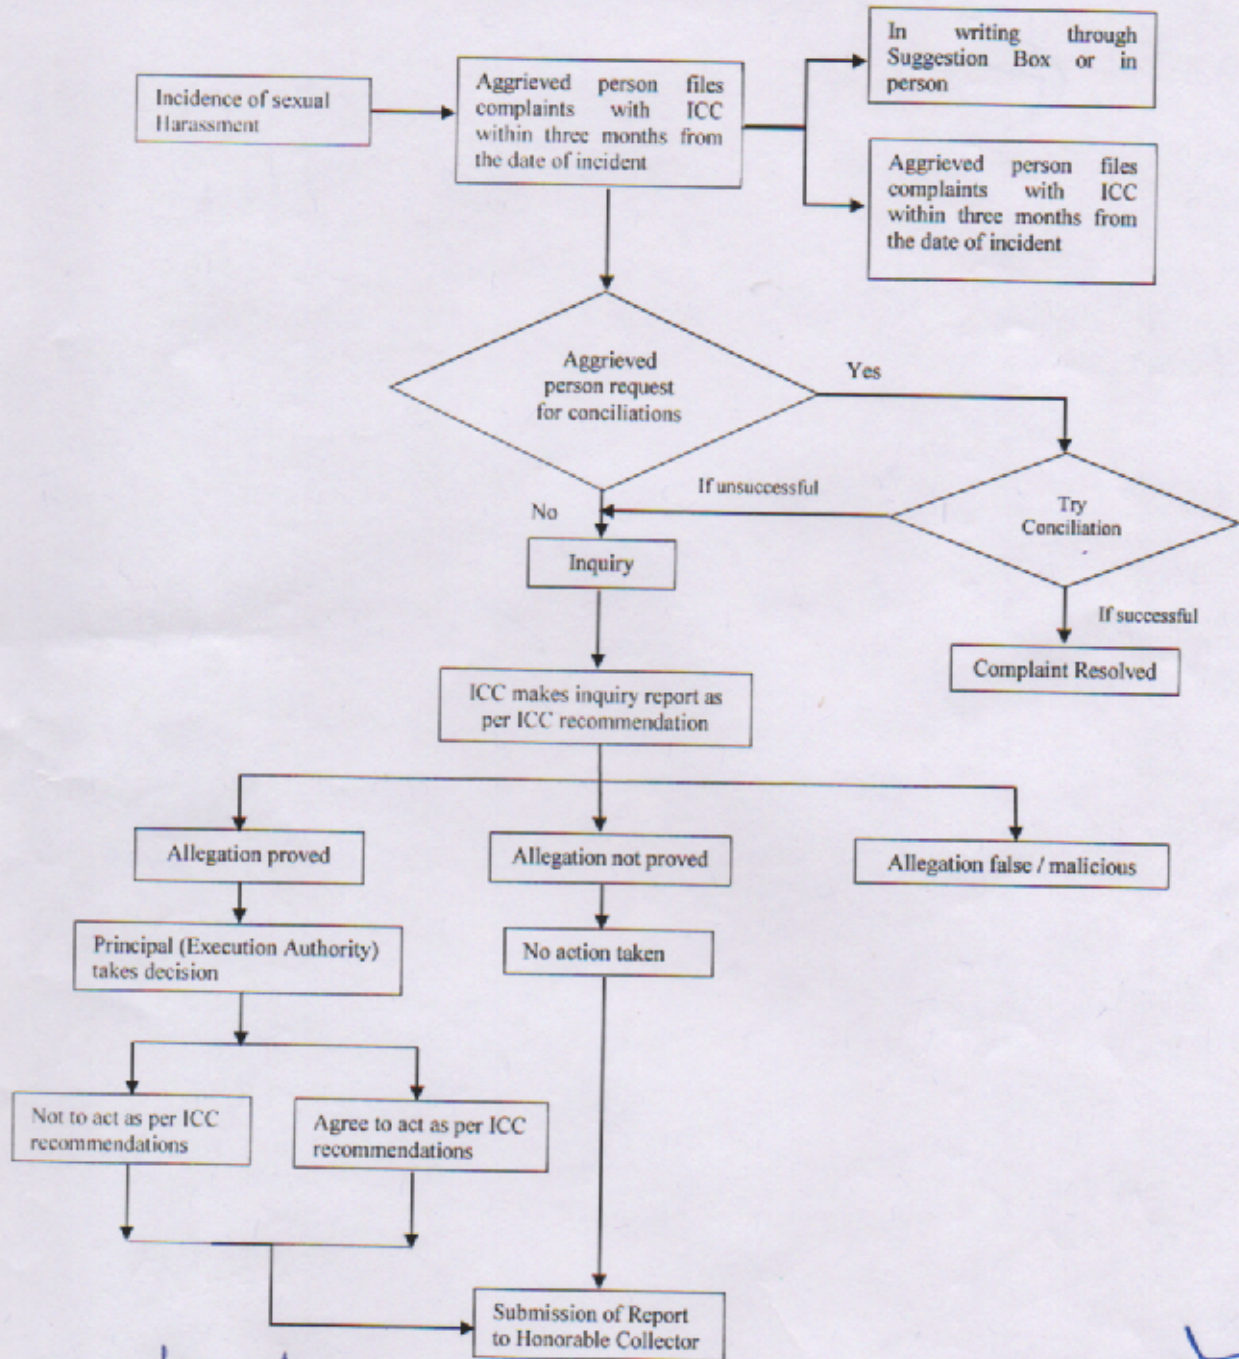 In writing through
Suggestion Box or in
person
Incidence of sexual
Harassment
Aggrieved person files
complaints with ICC
within three months from
the date of incident
Aggrieved person files
complaints with ICC
within three months from
the date of incident
Aggrieved
person request
for conciliations
Yes
If unsuccessful
Try
Conciliation
No
Inquiry
If successful
Complaint Resolved
ICC makes inquiry report as
per ICC recommendation
Allegation proved
Allegation not proved
Allegation false / malicious
Principal (Execution Authority)
takes decision
No action taken
Not to act as per ICC
recommendations
Agree to act as per ICC
recommendations
Submission of Report
to Honorable Collector